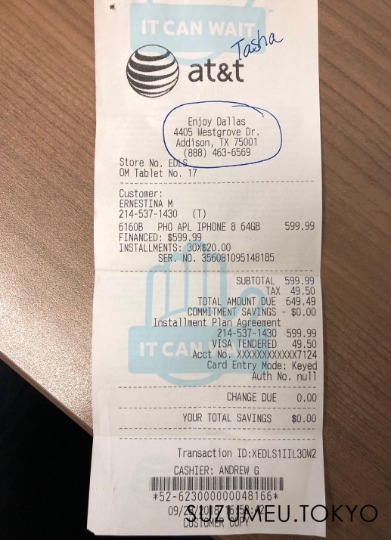 IT CAN WAIT
Tasha
at&t
Enjoy Dallas
4405 Westgrove Dr.
Addison, TX 75001
(888) 463-6569
Store No. EDLS
OM Tablet No. 17
Customer:
ERNESTINA M
214-537-1430 (T)
6160B PHO APL IPHONE 8 64GB 599.99
FINANCED: $599.99
INSTALLMENTS: 30X$20.00
SER. NO. 356081095148185
SUBTOTAL 599.99
TAX 49.50
TOTAL AMOUNT DUE 649.49
COMMITMENT SAVINGS - $0.00
Installment Plan Agreement
214-537-1430 599.99
VISA TENDERED 49.50
IT CAN WAIT
Acct No. XXXXXXXXXXXX7124
Card Entry Mode: Keyed
Auth No. null
CHANGE DUE 0.00
YOUR TOTAL SAVINGS $0.00
Transaction ID:XEDLS1IIL30W2
CASHIER: ANDREW G
*52-623000000048166*
SUZUMEU.TOKYO
CUSTOMER COPY